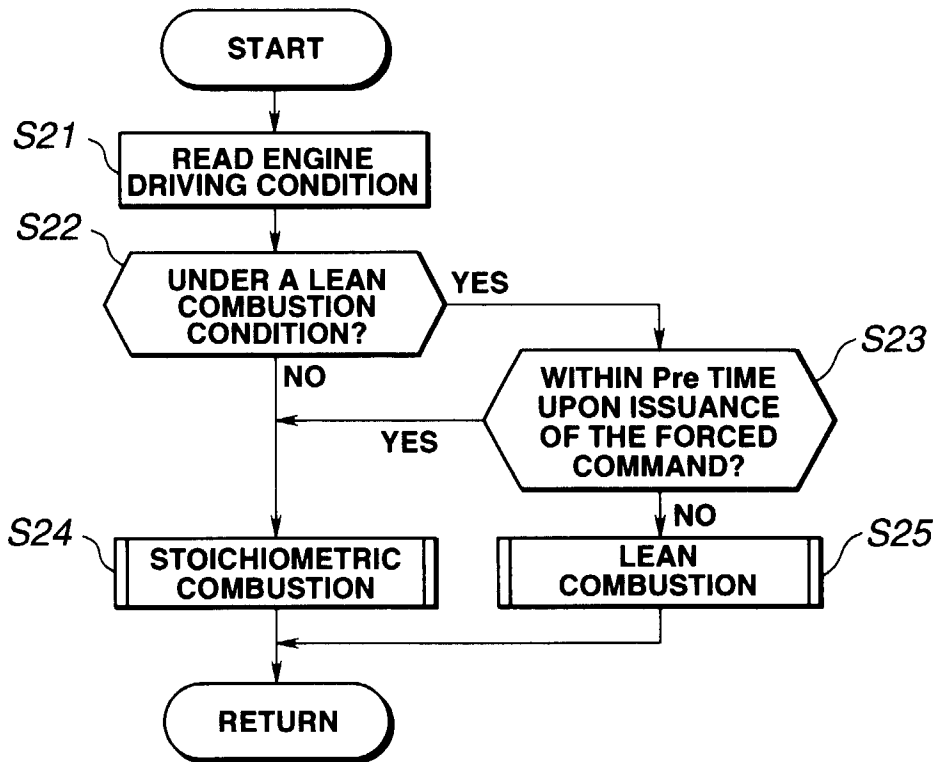 START
S21
READ ENGINE
DRIVING CONDITION
S22
UNDER A LEAN
COMBUSTION
CONDITION?
YES
NO
S23
WITHIN Pre TIME
UPON ISSUANCE
OF THE FORCED
COMMAND?
YES
NO
S24
STOICHIOMETRIC
COMBUSTION
LEAN
COMBUSTION
S25
RETURN